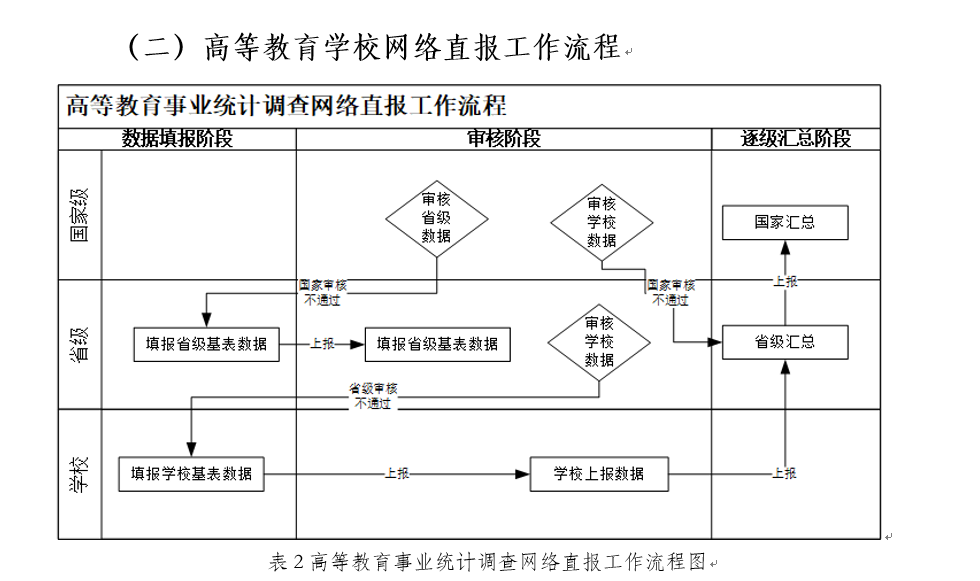 （二）高等教育学校网络直报工作流程
高等教育事业统计调查网络直报工作流程
数据填报阶段
审核阶段
逐级汇总阶段
国家级
审核
省级
数据
审核
学校
数据
国家汇总
国家审核
不通过
国家审核
不通过
上报
省级
填报省级基表数据
上报
填报省级基表数据
审核
学校
数据
省级汇总
省级审核
不通过
学校
填报学校基表数据
上报
学校上报数据
上报
表 2 高等教育事业统计调查网络直报工作流程图